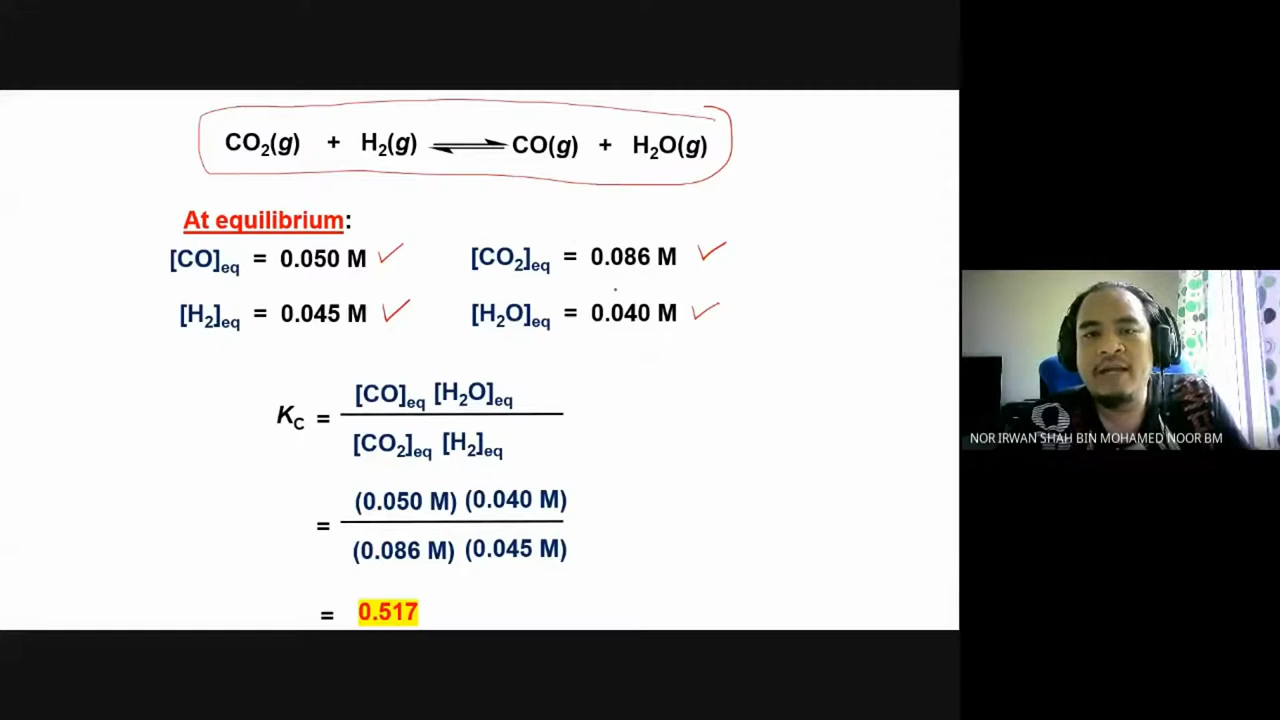 CO₂(g) + H₂(g) ⇌ CO(g) + H₂O(g)
At equilibrium:
[CO]eq = 0.050 M [CO₂]eq = 0.086 M
[H₂]eq = 0.045 M [H₂O]eq = 0.040 M
[CO]eq [H₂O]eq
KC =
[CO₂]eq [H₂]eq
(0.050 M) (0.040 M)
=
(0.086 M) (0.045 M)
= 0.517
NOR IRWAN SHAH BIN MOHAMED NOOR BM